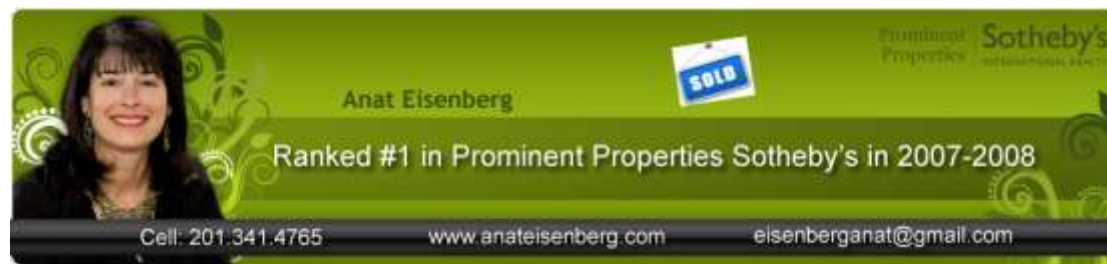 Prominent
Properties
Sotheby's
INTERNATIONAL REALTY
SOLD
Anat Eisenberg
Ranked #1 in Prominent Properties Sotheby's in 2007-2008
Cell: 201.341.4765
www.anateisenberg.com
eisenberganat@gmail.com